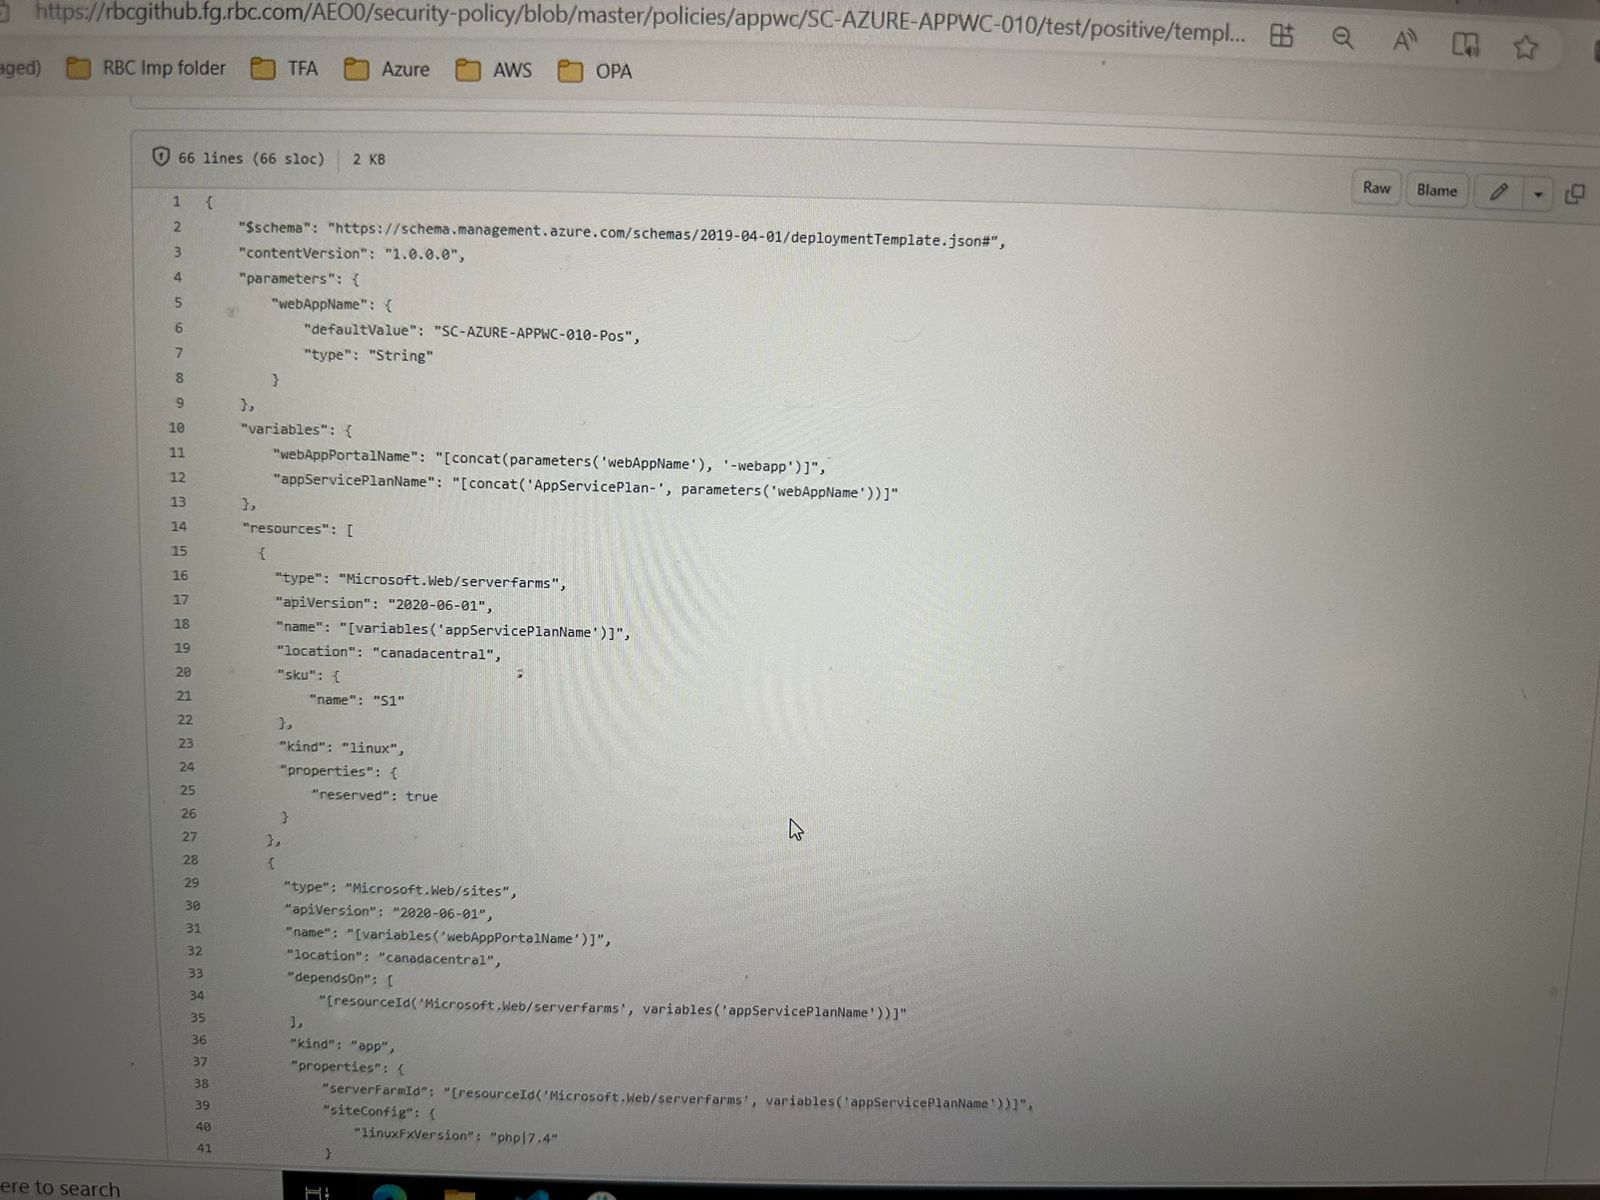 https://rbcgithub.fg.rbc.com/AEO0/security-policy/blob/master/policies/appwc/SC-AZURE-APPWC-010/test/positive/templ...
aged) RBC Imp folder TFA Azure AWS OPA
66 lines (66 sloc) 2 KB
Raw Blame
1 {
2 "$schema": "https://schema.management.azure.com/schemas/2019-04-01/deploymentTemplate.json#",
3 "contentVersion": "1.0.0.0",
4 "parameters": {
5 "webAppName": {
6 "defaultValue": "SC-AZURE-APPWC-010-Pos",
7 "type": "String"
8 }
9 },
10 "variables": {
11 "webAppPortalName": "[concat(parameters('webAppName'), '-webapp')]",
12 "appServicePlanName": "[concat('AppServicePlan-', parameters('webAppName'))]"
13 },
14 "resources": [
15 {
16 "type": "Microsoft.Web/serverfarms",
17 "apiVersion": "2020-06-01",
18 "name": "[variables('appServicePlanName')]",
19 "location": "canadacentral",
20 "sku": {
21 "name": "S1"
22 },
23 "kind": "linux",
24 "properties": {
25 "reserved": true
26 }
27 },
28 {
29 "type": "Microsoft.Web/sites",
30 "apiVersion": "2020-06-01",
31 "name": "[variables('webAppPortalName')]",
32 "location": "canadacentral",
33 "dependsOn": [
34 "[resourceId('Microsoft.Web/serverfarms', variables('appServicePlanName'))]"
35 ],
36 "kind": "app",
37 "properties": {
38 "serverFarmId": "[resourceId('Microsoft.Web/serverfarms', variables('appServicePlanName'))]",
39 "siteConfig": {
40 "linuxFxVersion": "php|7.4"
41 }
ere to search